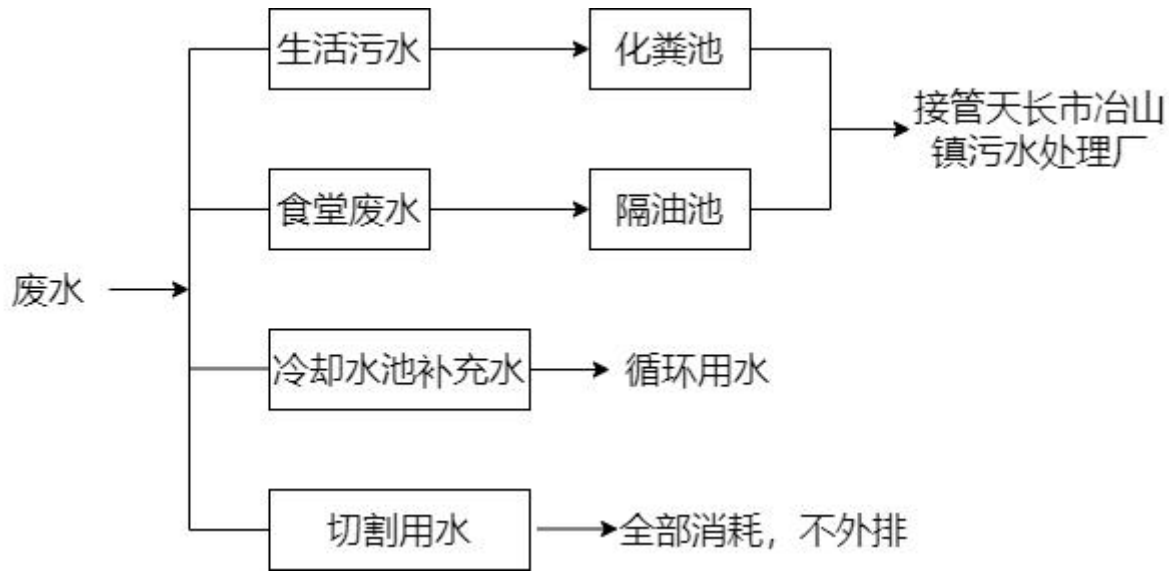 生活污水
化粪池
接管天长市冶山
镇污水处理厂
食堂废水
隔油池
废水
冷却水池补充水
循环用水
切割用水
全部消耗，不外排